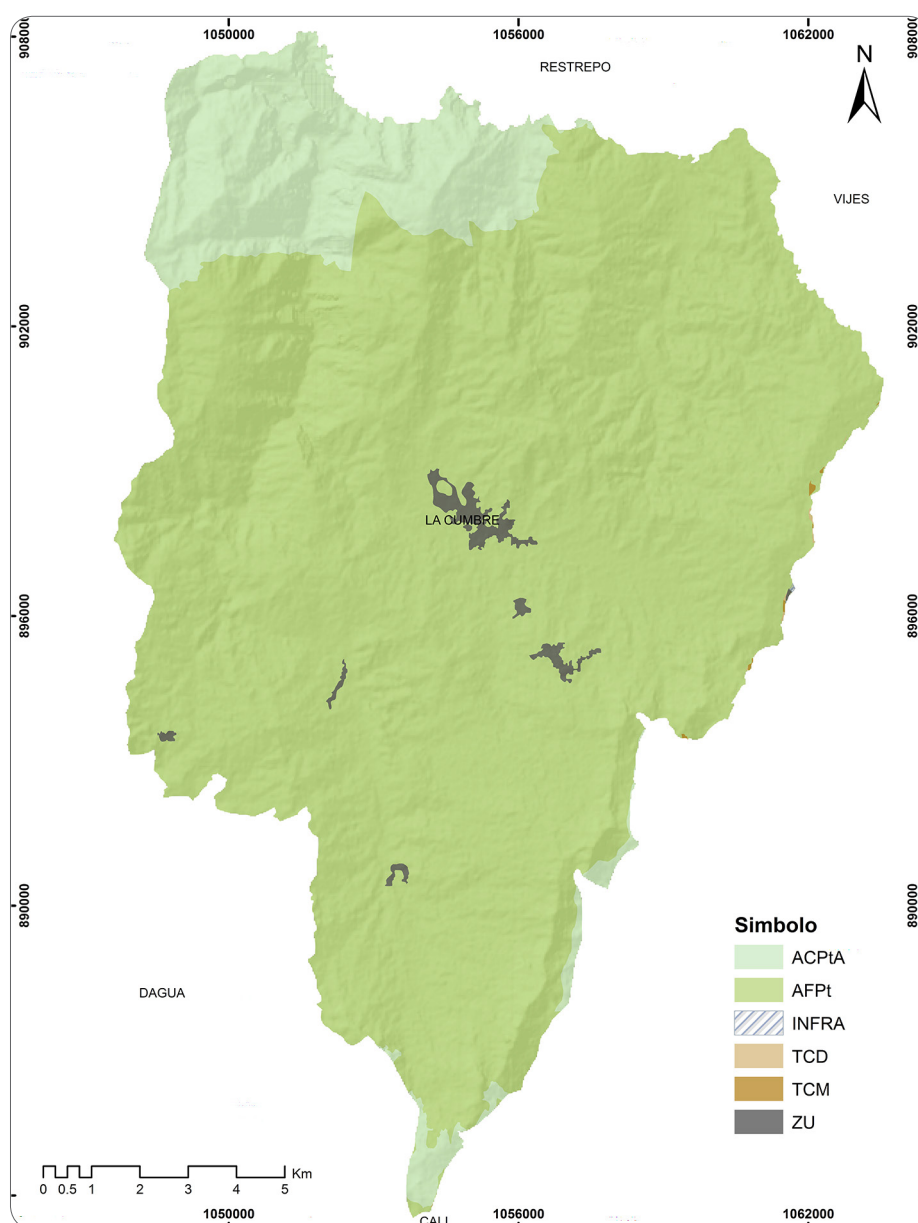 1050000 1056000 1062000
908000 908000
N
RESTREPO
VIJES
902000 902000
LA CUMBRE
896000 896000
890000 890000
Simbolo
ACPtA
AFPt
INFRA
TCD
TCM
ZU
DAGUA
Km
0 0.5 1 2 3 4 5
1050000 1056000 1062000
CALI